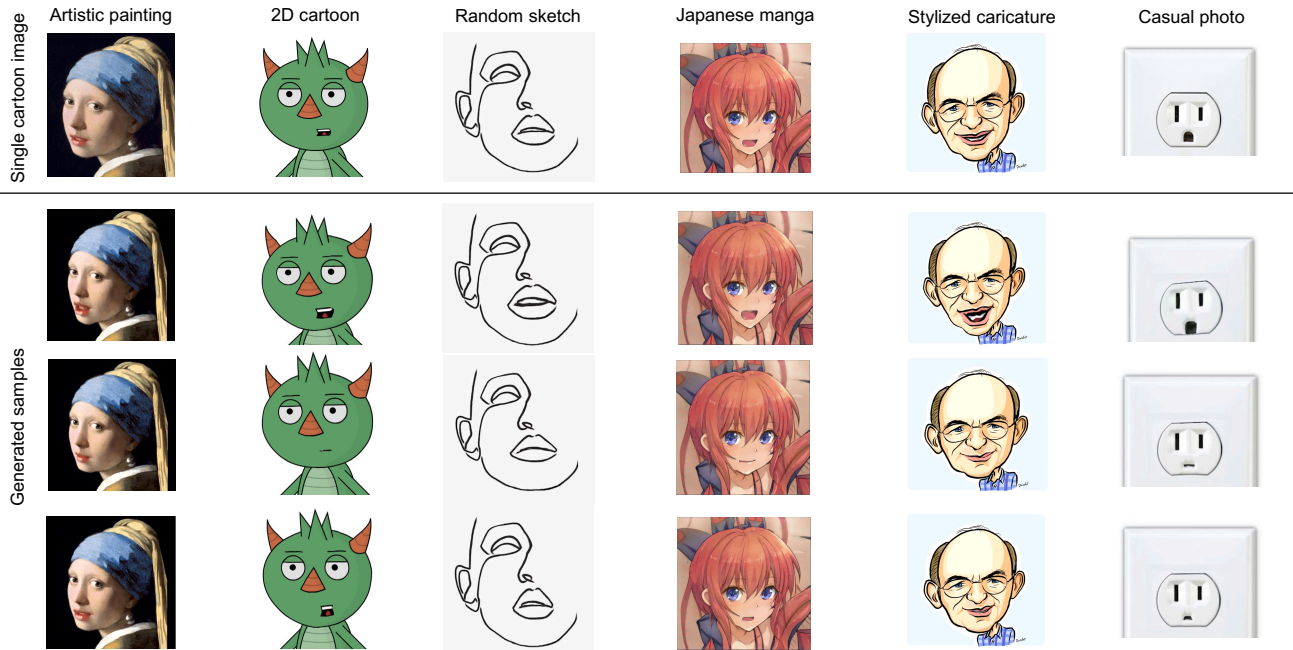 Artistic painting
2D cartoon
Random sketch
Japanese manga
Stylized caricature
Casual photo
Single cartoon image
Generated samples